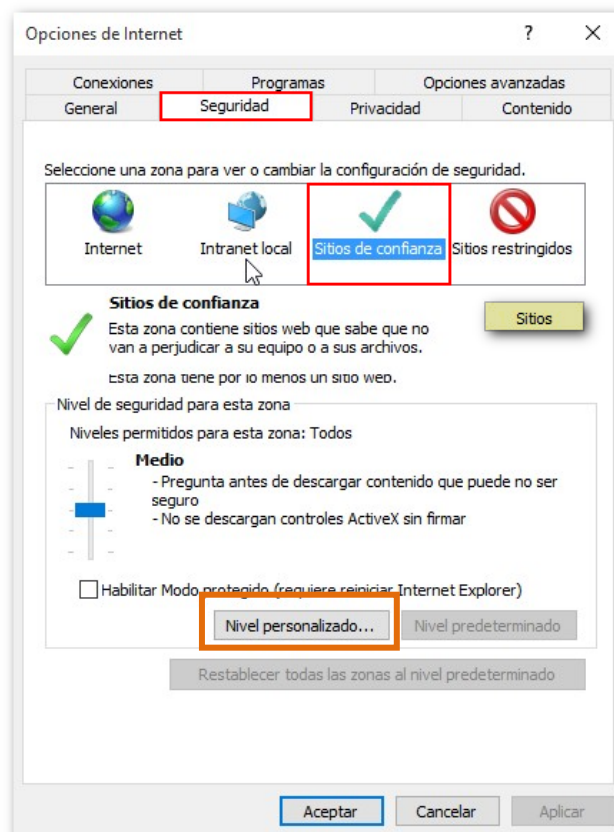 Opciones de Internet ? X
Conexiones Programas Opciones avanzadas
General Seguridad Privacidad Contenido
Seleccione una zona para ver o cambiar la configuración de seguridad.
Internet Intranet local Sitios de confianza Sitios restringidos
Sitios de confianza
Esta zona contiene sitios web que sabe que no
van a perjudicar a su equipo o a sus archivos.
Sitios
Esta zona tiene por lo menos un sitio web.
Nivel de seguridad para esta zona
Niveles permitidos para esta zona: Todos
Medio
- Pregunta antes de descargar contenido que puede no ser
seguro
- No se descargan controles ActiveX sin firmar
Habilitar Modo protegido (requiere reiniciar Internet Explorer)
Nivel personalizado... Nivel predeterminado
Restablecer todas las zonas al nivel predeterminado
Aceptar Cancelar Aplicar